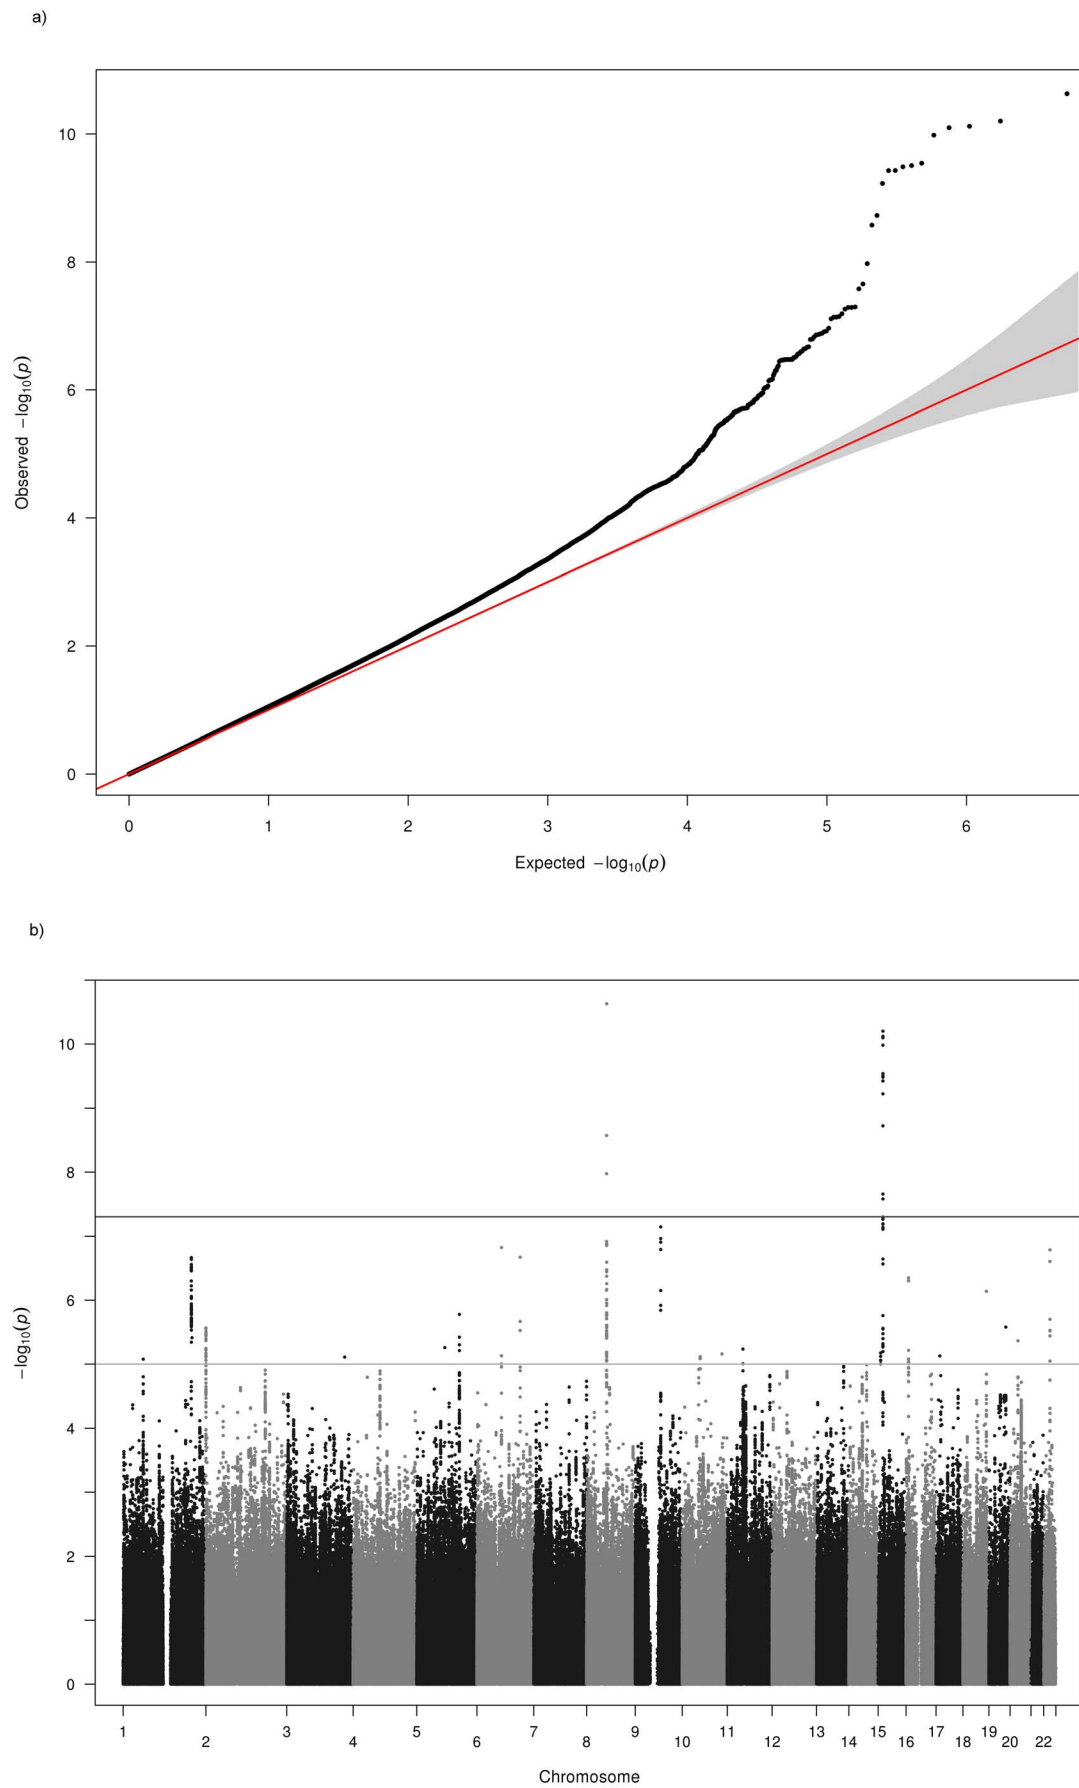 a)
10
8
6
4
2
0
Observed −log₁₀(p)
0 1 2 3 4 5 6
Expected −log₁₀(p)
b)
10
8
6
4
2
0
−log₁₀(p)
1 2 3 4 5 6 7 8 9 10 11 12 13 14 15 16 17 18 19 20 22
Chromosome